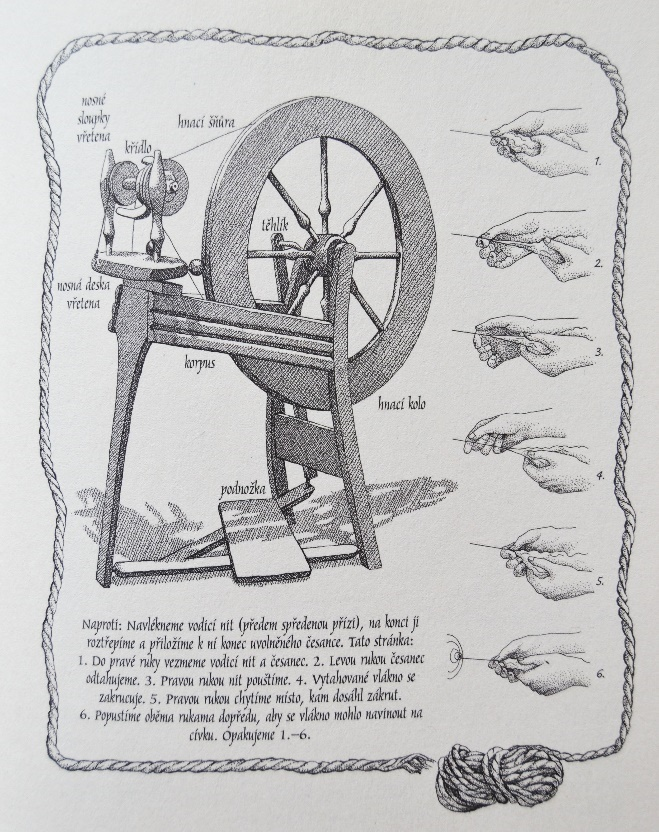 nosné
sloupky
vřetena
hnací šňůra
křídlo
těhlík
nosná deska
vřetena
korpus
hnací kolo
podnožka
1.
2.
3.
4.
5.
6.
Naproti: Navlékneme vodicí nit (předem spředenou přízí), na konci ji
roztřepíme a přiložíme k ní konec uvolněného česance. Tato stránka:
1. Do pravé ruky vezmeme vodicí nit a česanec. 2. Levou rukou česanec
odtahujeme. 3. Pravou rukou nit pouštíme. 4. Vytahované vlákno se
zakrucuje. 5. Pravou rukou chytíme místo, kam dosáhl zákrut.
6. Popustíme oběma rukama dopředu, aby se vlákno mohlo navinout na
cívku. Opakujeme 1.–6.